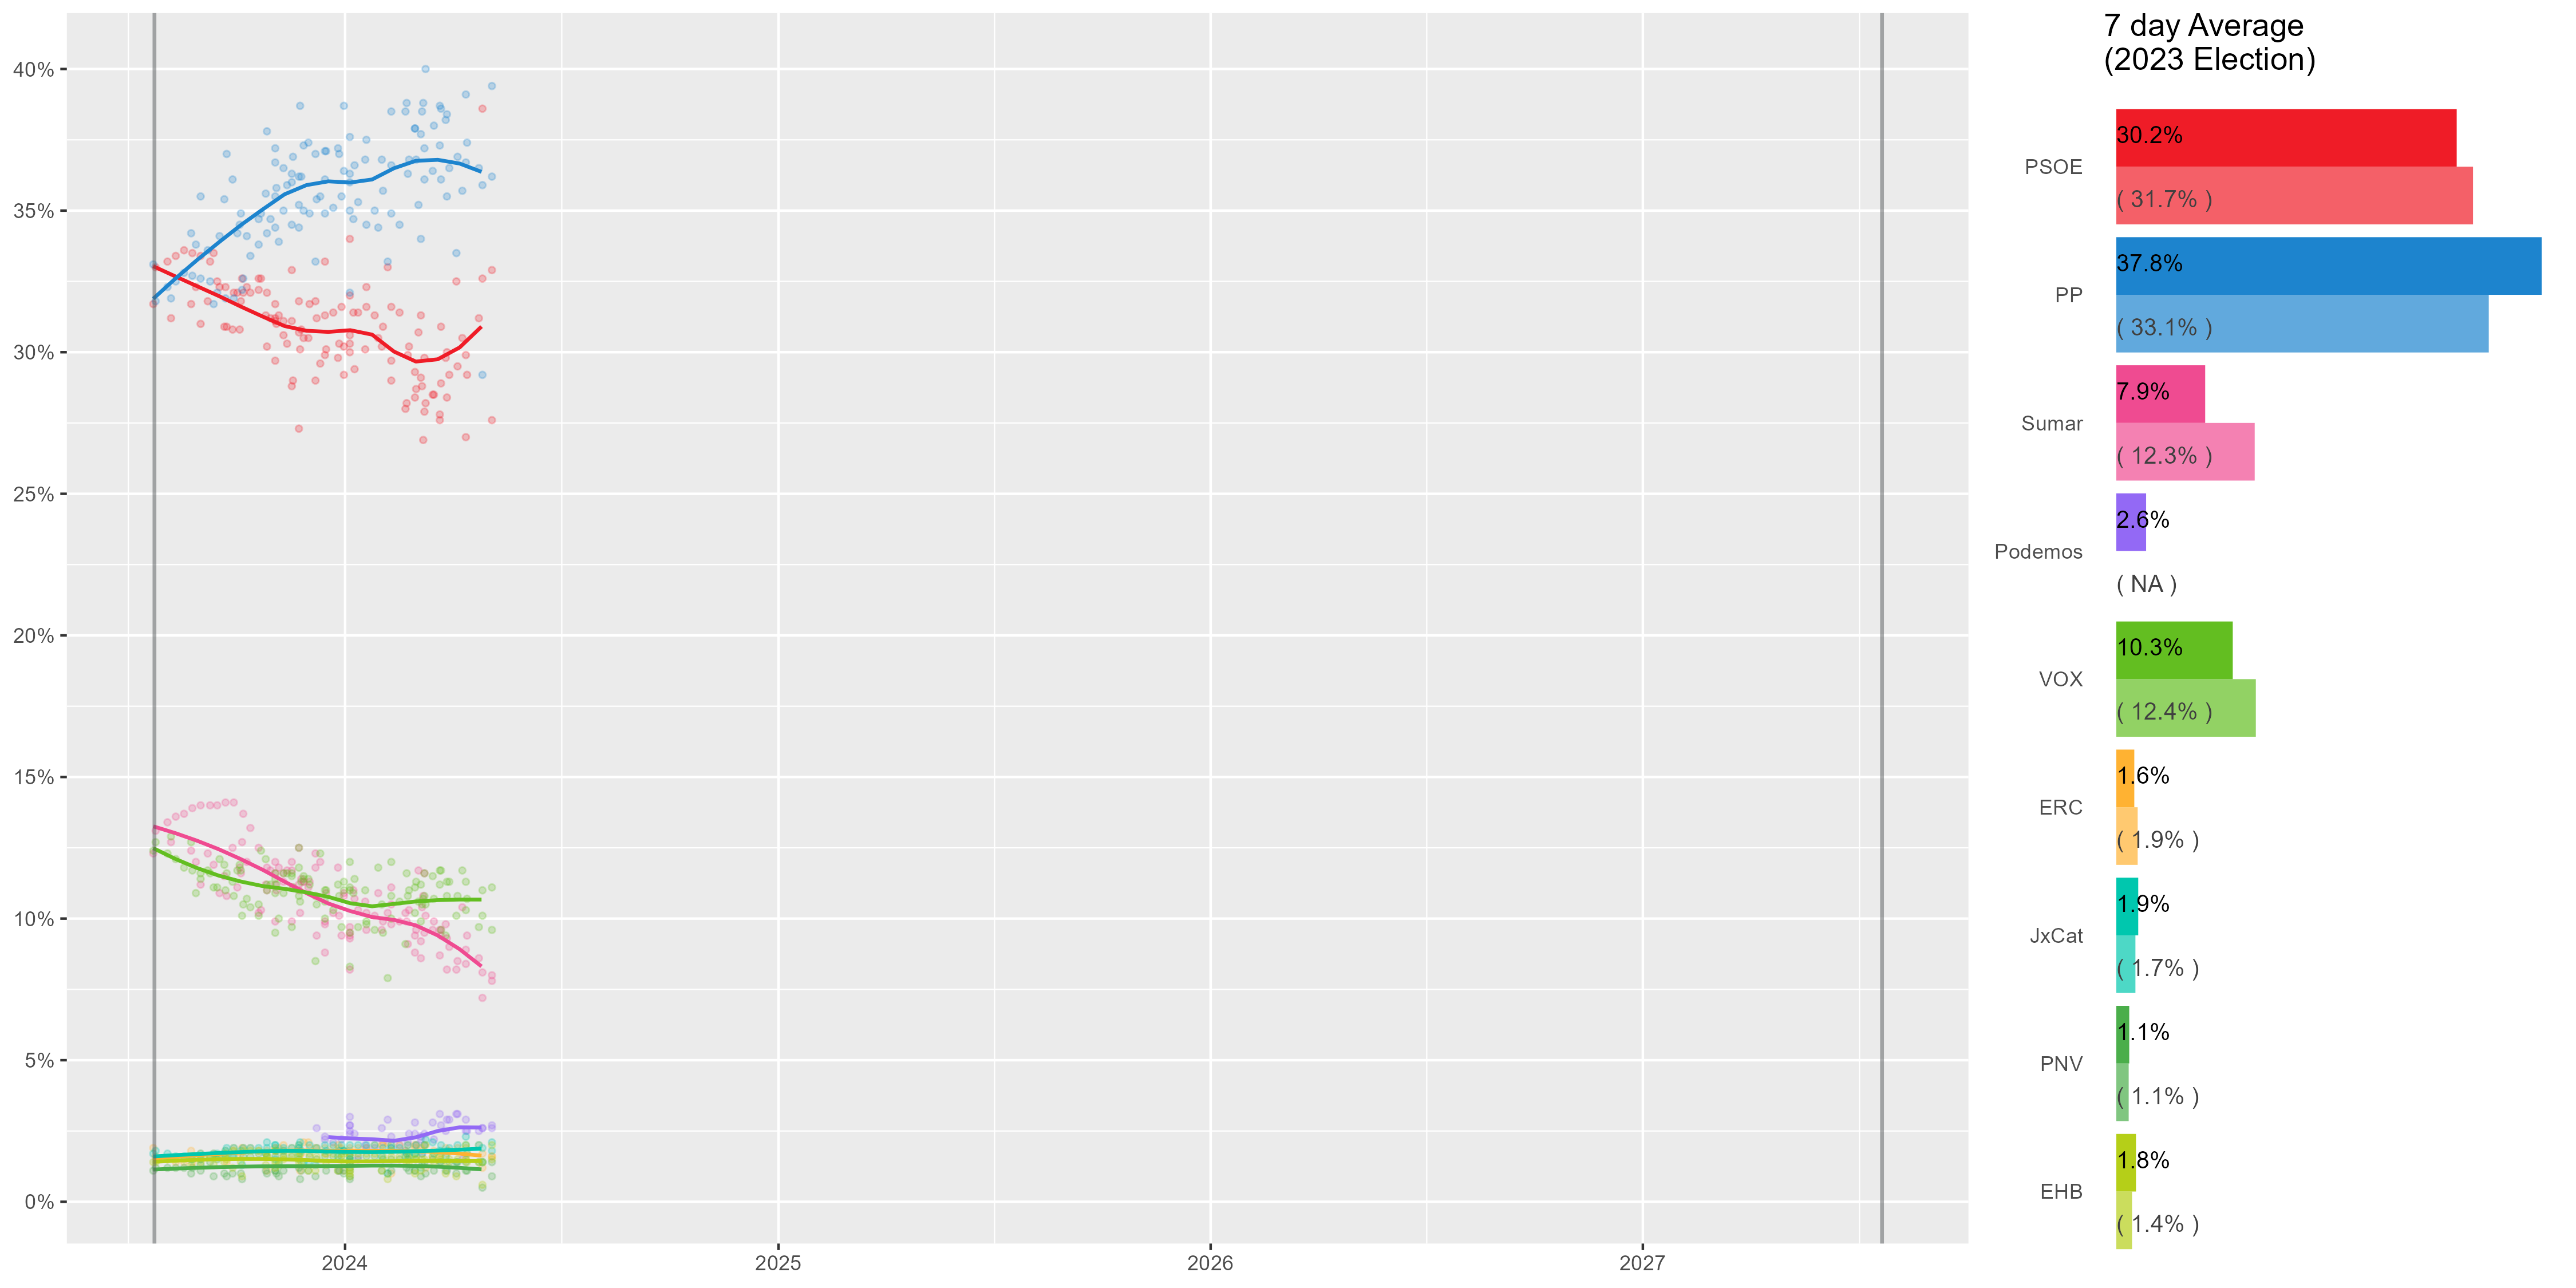 40%
35%
30%
25%
20%
15%
10%
5%
0%
2024
2025
2026
2027
7 day Average
(2023 Election)
PSOE
30.2%
( 31.7% )
PP
37.8%
( 33.1% )
Sumar
7.9%
( 12.3% )
Podemos
2.6%
( NA )
VOX
10.3%
( 12.4% )
ERC
1.6%
( 1.9% )
JxCat
1.9%
( 1.7% )
PNV
1.1%
( 1.1% )
EHB
1.8%
( 1.4% )